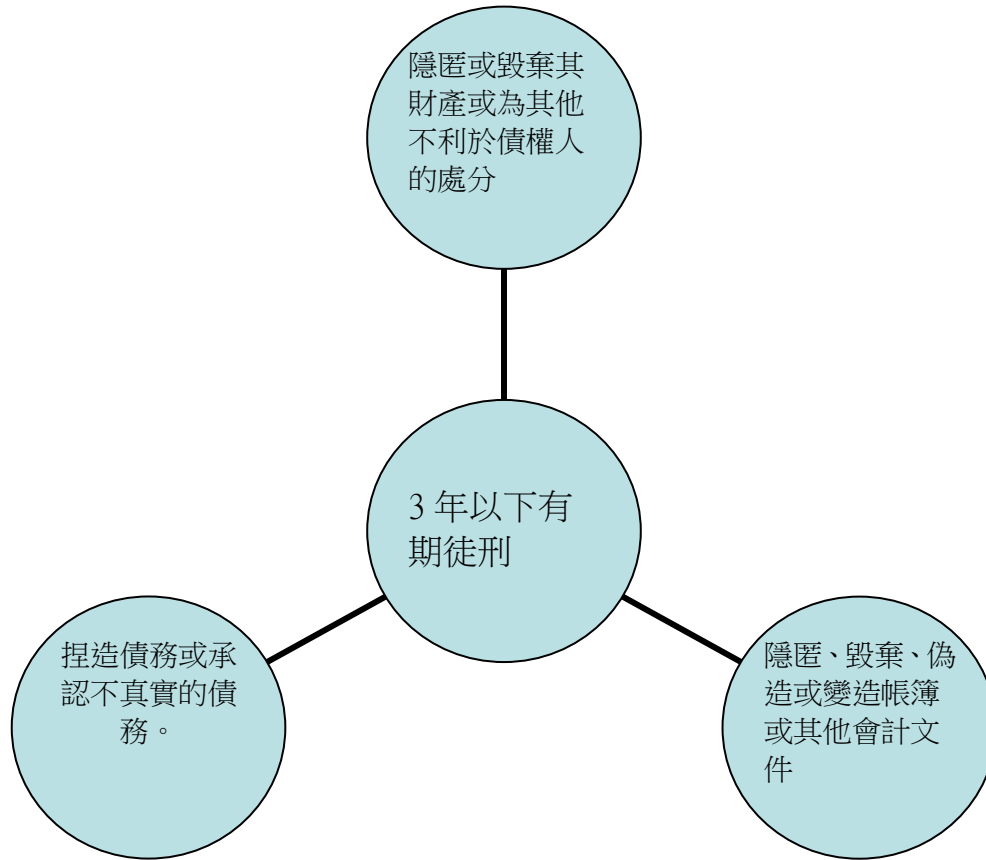 隱匿或毀棄其
財產或為其他
不利於債權人
的處分
3 年以下有
期徒刑
捏造債務或承
認不真實的債
務。
隱匿、毀棄、偽
造或變造帳簿
或其他會計文
件